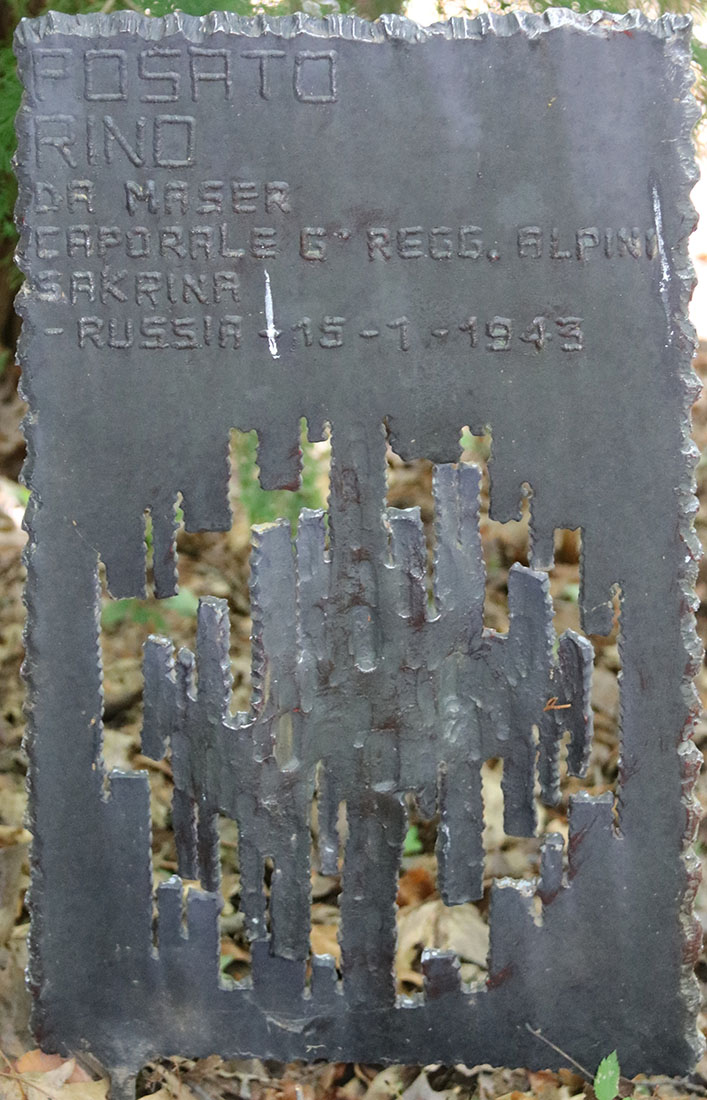 POSATO
RINO
DA MASER
CAPORALE 6° REGG. ALPINI
SAKRINA
- RUSSIA - 15 - 1 - 1943